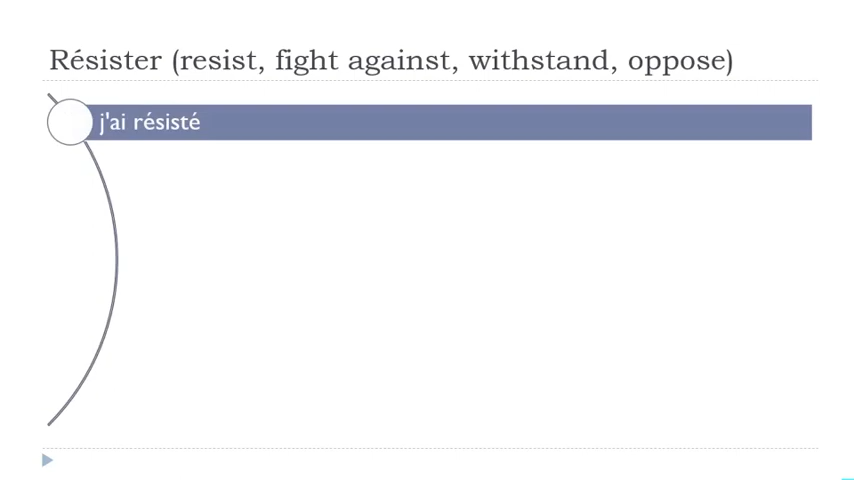 Résister (resist, fight against, withstand, oppose)
j'ai résisté